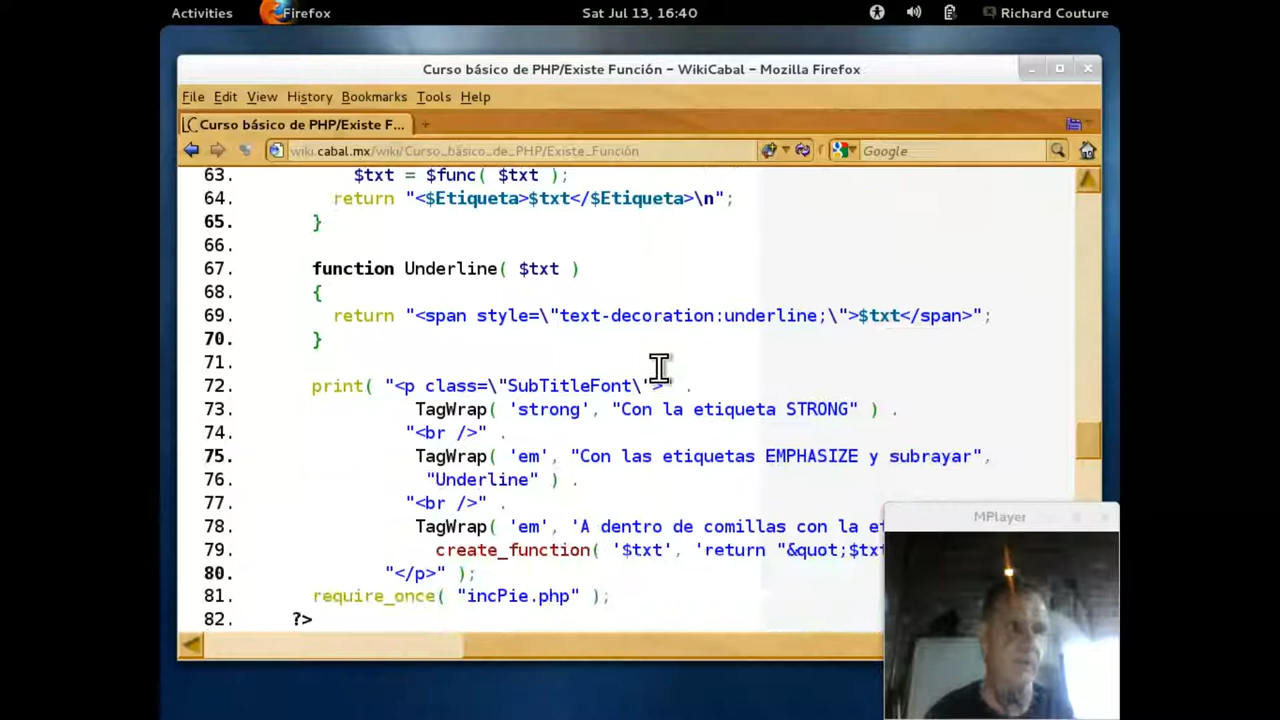 Activities Firefox Sat Jul 13, 16:40 Richard Couture
Curso básico de PHP/Existe Función - WikiCabal - Mozilla Firefox
File Edit View History Bookmarks Tools Help
Curso básico de PHP/Existe F...
wiki.cabal.mx/wiki/Curso_básico_de_PHP/Existe_Función Google
63. $txt = $func( $txt );
64. return "<$Etiqueta>$txt</$Etiqueta>\n";
65. }
66.
67. function Underline( $txt )
68. {
69. return "<span style=\"text-decoration:underline;\">$txt</span>";
70. }
71.
72. print( "<p class=\"SubTitleFont\">" .
73. TagWrap( 'strong', "Con la etiqueta STRONG" ) .
74. "<br />" .
75. TagWrap( 'em', "Con las etiquetas EMPHASIZE y subrayar",
76. "Underline" ) .
77. "<br />" .
78. TagWrap( 'em', 'A dentro de comillas con la et
79. create_function( '$txt', 'return "&quot;$txt
80. "</p>" );
81. require_once( "incPie.php" );
82. ?>
MPlayer